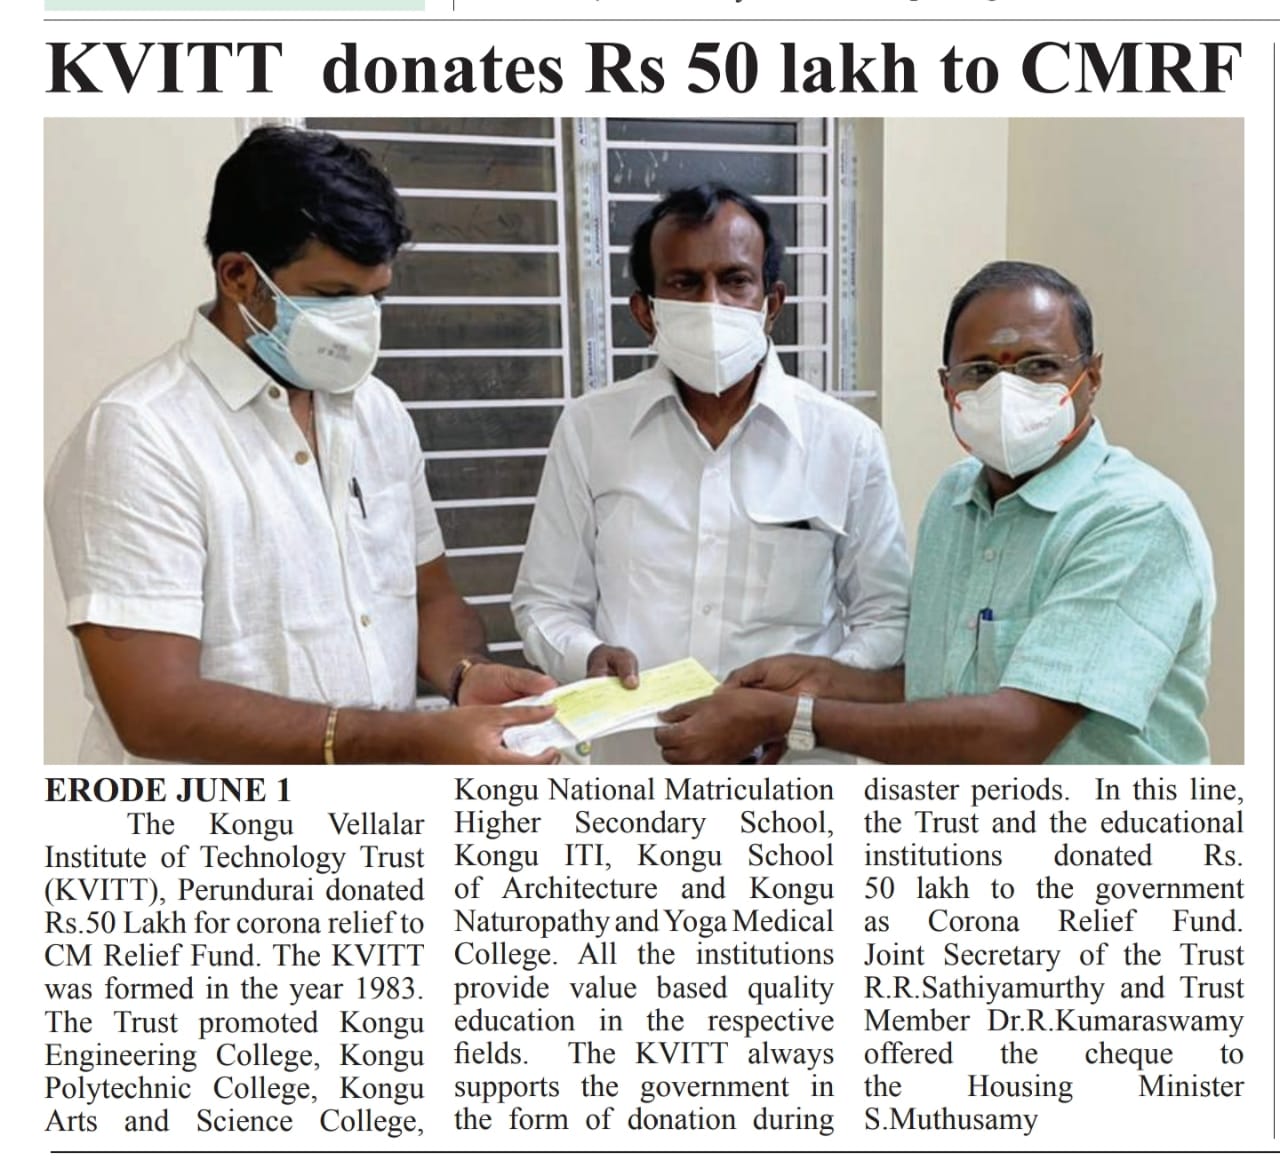 KVITT donates Rs 50 lakh to CMRF
ERODE JUNE 1
The Kongu Vellalar
Institute of Technology Trust
(KVITT), Perundurai donated
Rs.50 Lakh for corona relief to
CM Relief Fund. The KVITT
was formed in the year 1983.
The Trust promoted Kongu
Engineering College, Kongu
Polytechnic College, Kongu
Arts and Science College,
Kongu National Matriculation
Higher Secondary School,
Kongu ITI, Kongu School
of Architecture and Kongu
Naturopathy and Yoga Medical
College. All the institutions
provide value based quality
education in the respective
fields. The KVITT always
supports the government in
the form of donation during
disaster periods. In this line,
the Trust and the educational
institutions donated Rs.
50 lakh to the government
as Corona Relief Fund.
Joint Secretary of the Trust
R.R.Sathiyamurthy and Trust
Member Dr.R.Kumaraswamy
offered the cheque to
the Housing Minister
S.Muthusamy